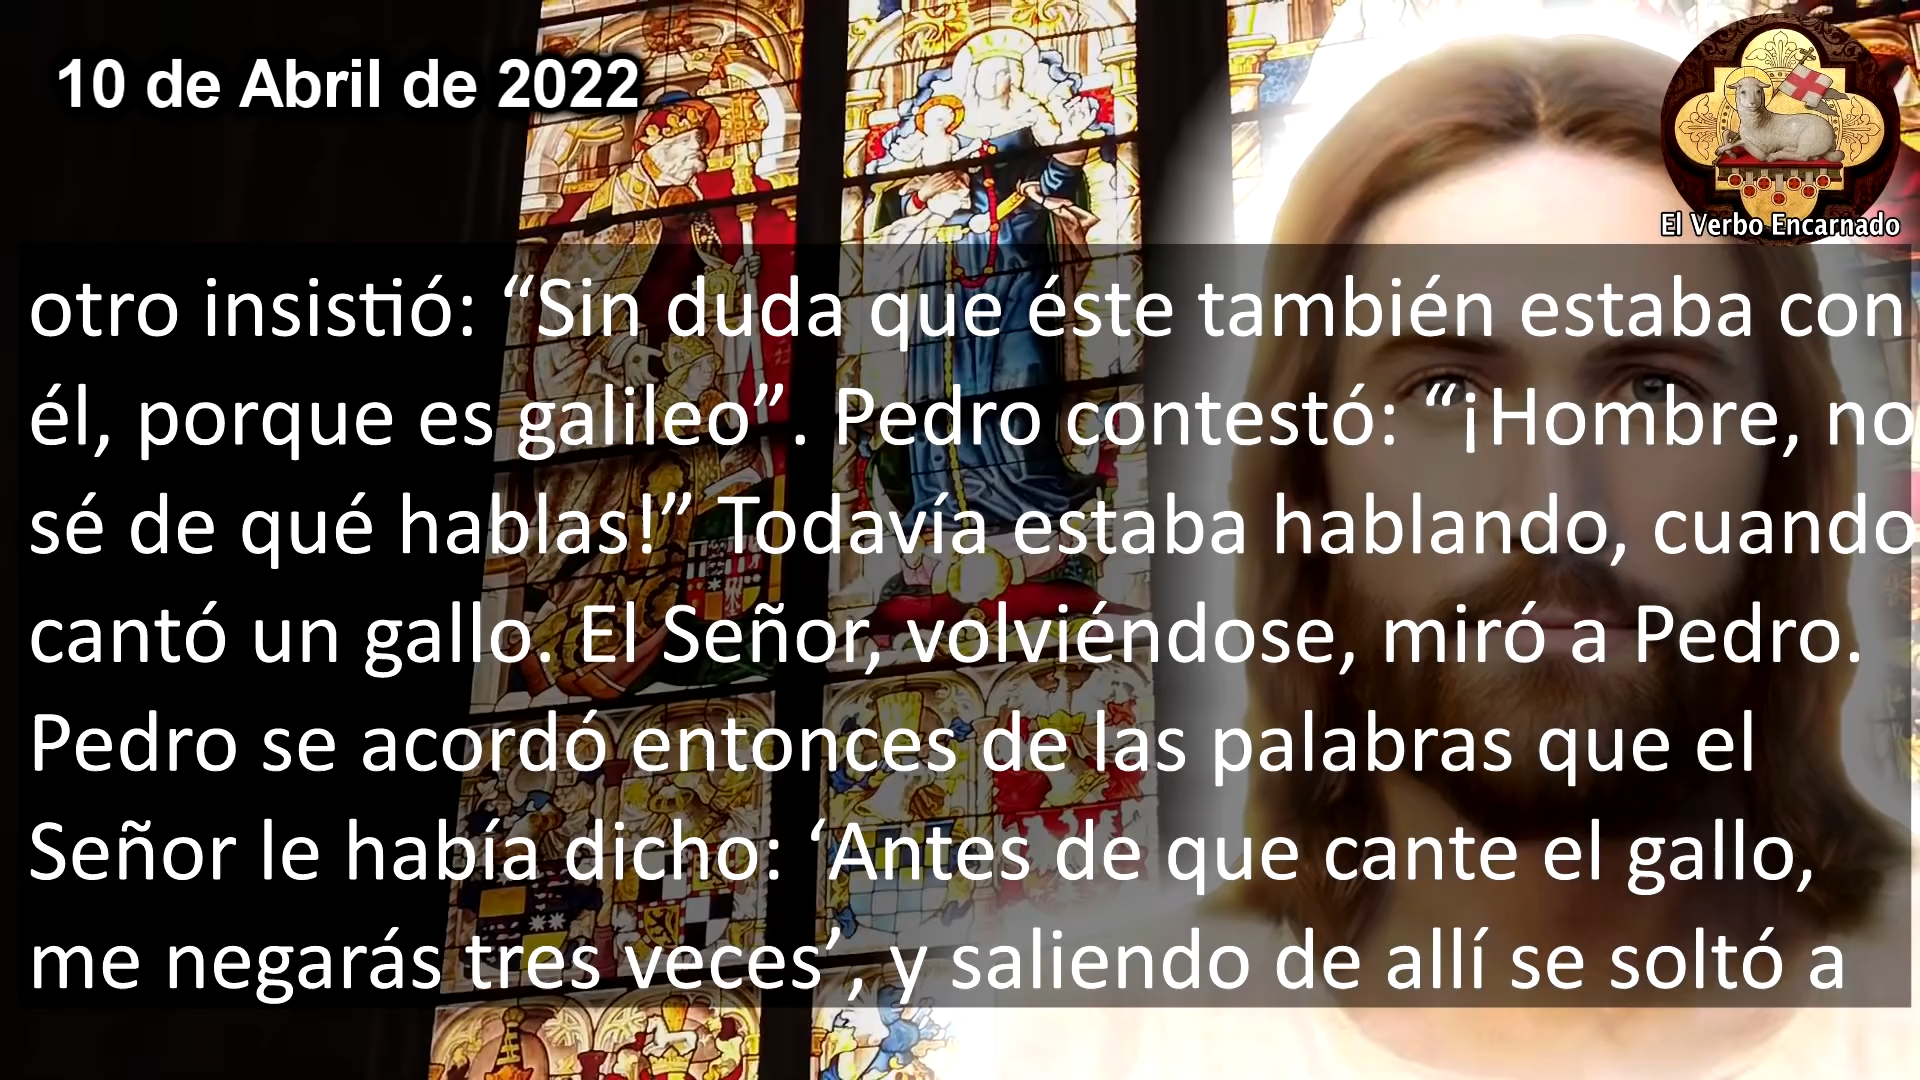 10 de Abril de 2022
El Verbo Encarnado
otro insistió: “Sin duda que éste también estaba con
él, porque es galileo”. Pedro contestó: “¡Hombre, no
sé de qué hablas!” Todavía estaba hablando, cuando
cantó un gallo. El Señor, volviéndose, miró a Pedro.
Pedro se acordó entonces de las palabras que el
Señor le había dicho: ‘Antes de que cante el gallo,
me negarás tres veces’, y saliendo de allí se soltó a